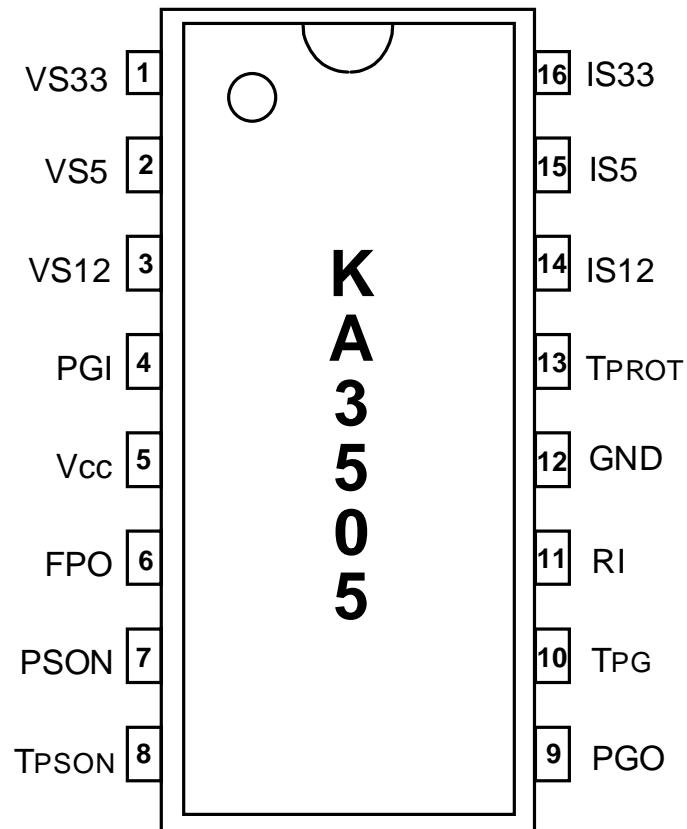 VS33 1 16 IS33
VS5 2 15 IS5
VS12 3 14 IS12
PGI 4 13 TPROT
Vcc 5 12 GND
FPO 6 11 RI
PSON 7 10 TPG
TPSON 8 9 PGO
K
A
3
5
0
5